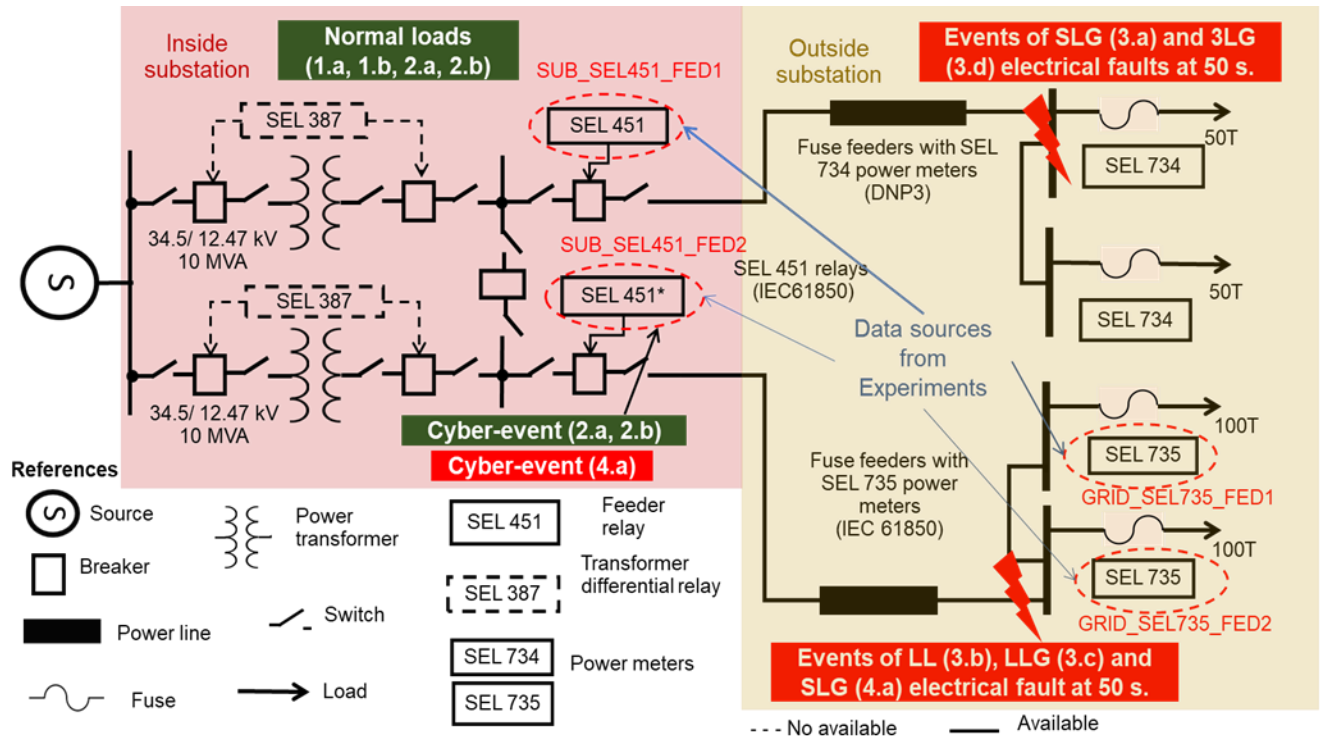 Inside
substation
Normal loads
(1.a, 1.b, 2.a, 2.b)
SUB_SEL451_FED1
Outside
substation
Events of SLG (3.a) and 3LG
(3.d) electrical faults at 50 s.
SEL 387
SEL 451
50T
Fuse feeders with SEL
734 power meters
(DNP3)
SEL 734
34.5/ 12.47 kV
10 MVA
SUB_SEL451_FED2
SEL 451 relays
(IEC61850)
S
SEL 387
SEL 451*
50T
SEL 734
Data sources
from
Experiments
34.5/ 12.47 kV
10 MVA
Cyber-event (2.a, 2.b)
Cyber-event (4.a)
100T
SEL 735
GRID_SEL735_FED1
Fuse feeders with
SEL 735 power
meters
(IEC 61850)
100T
SEL 735
GRID_SEL735_FED2
Events of LL (3.b), LLG (3.c) and
SLG (4.a) electrical fault at 50 s.
References
S
Source
Power
transformer
SEL 451
Feeder
relay
Breaker
SEL 387
Transformer
differential relay
Power line
Switch
SEL 734
SEL 735
Power meters
Fuse
Load
No available
Available